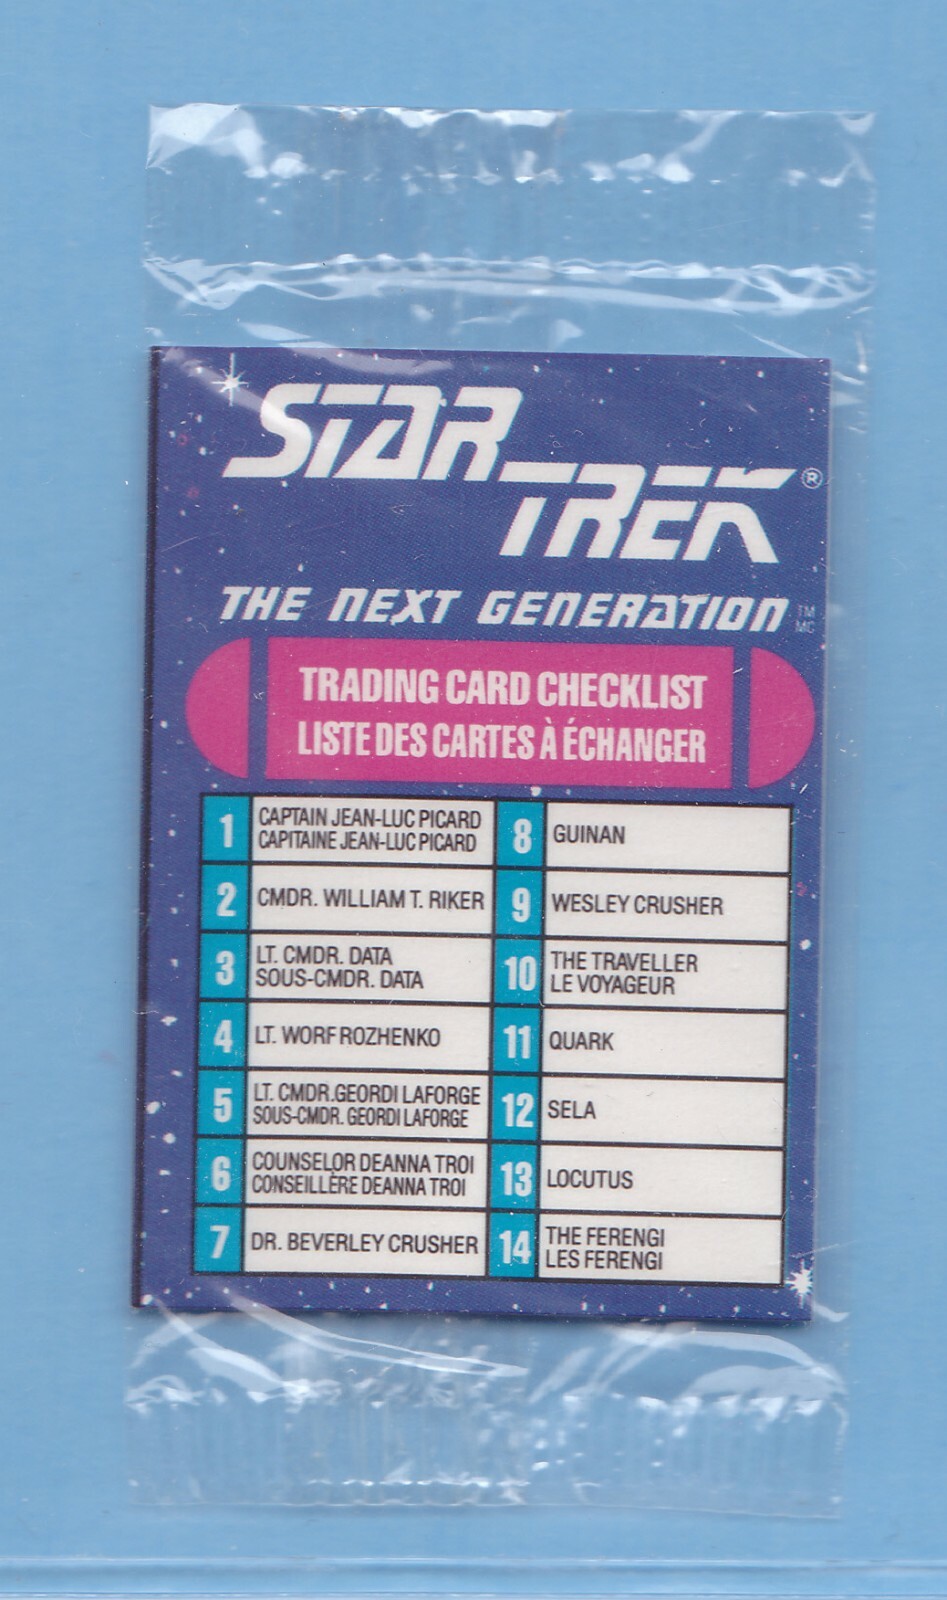 STAR
TREK®
THE NEXT GENERATION TM MC
TRADING CARD CHECKLIST
LISTE DES CARTES À ÉCHANGER
1 CAPTAIN JEAN-LUC PICARD
CAPITAINE JEAN-LUC PICARD
2 CMDR. WILLIAM T. RIKER
3 LT. CMDR. DATA
SOUS-CMDR. DATA
4 LT. WORF ROZHENKO
5 LT. CMDR.GEORDI LAFORGE
SOUS-CMDR. GEORDI LAFORGE
6 COUNSELOR DEANNA TROI
CONSEILLÈRE DEANNA TROI
7 DR. BEVERLEY CRUSHER
8 GUINAN
9 WESLEY CRUSHER
10 THE TRAVELLER
LE VOYAGEUR
11 QUARK
12 SELA
13 LOCUTUS
14 THE FERENGI
LES FERENGI